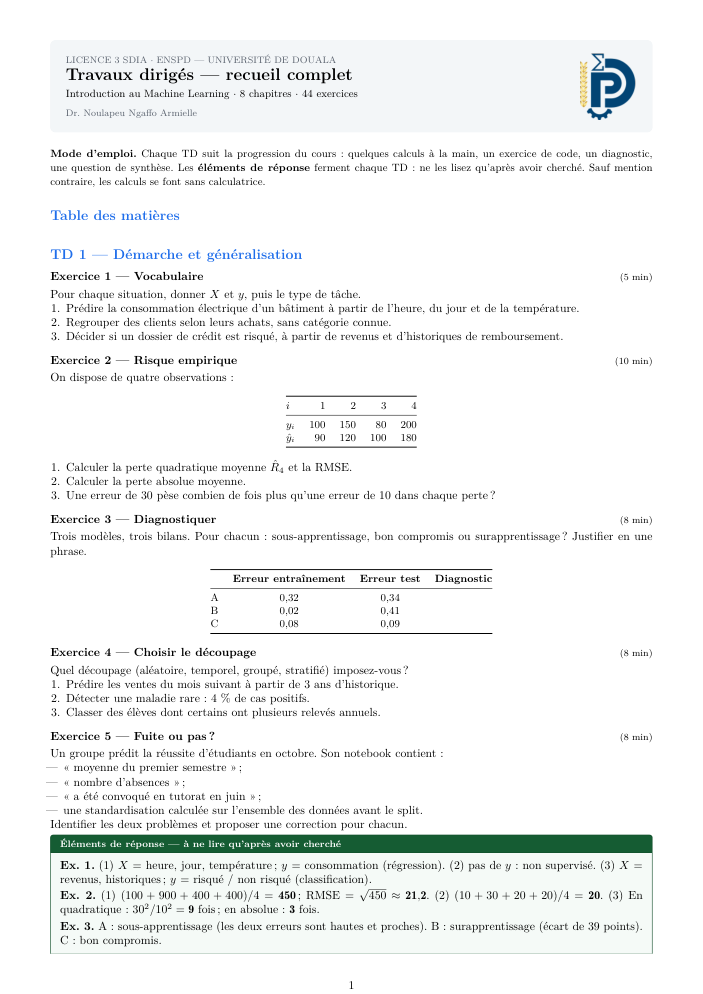 LICENCE 3 SDIA · ENSPD — UNIVERSITÉ DE DOUALA
Travaux dirigés — recueil complet
Introduction au Machine Learning · 8 chapitres · 44 exercices
Dr. Noulapeu Ngaffo Armielle
Mode d'emploi. Chaque TD suit la progression du cours : quelques calculs à la main, un exercice de code, un diagnostic,
une question de synthèse. Les éléments de réponse ferment chaque TD : ne les lisez qu'après avoir cherché. Sauf mention
contraire, les calculs se font sans calculatrice.
Table des matières
TD 1 — Démarche et généralisation
Exercice 1 — Vocabulaire (5 min)
Pour chaque situation, donner X et y, puis le type de tâche.
1. Prédire la consommation électrique d'un bâtiment à partir de l'heure, du jour et de la température.
2. Regrouper des clients selon leurs achats, sans catégorie connue.
3. Décider si un dossier de crédit est risqué, à partir de revenus et d'historiques de remboursement.
Exercice 2 — Risque empirique (10 min)
On dispose de quatre observations :
i 1 2 3 4
yᵢ 100 150 80 200
ŷᵢ 90 120 100 180
1. Calculer la perte quadratique moyenne R̂₄ et la RMSE.
2. Calculer la perte absolue moyenne.
3. Une erreur de 30 pèse combien de fois plus qu'une erreur de 10 dans chaque perte ?
Exercice 3 — Diagnostiquer (8 min)
Trois modèles, trois bilans. Pour chacun : sous-apprentissage, bon compromis ou surapprentissage ? Justifier en une
phrase.
Erreur entraînement Erreur test Diagnostic
A 0,32 0,34
B 0,02 0,41
C 0,08 0,09
Exercice 4 — Choisir le découpage (8 min)
Quel découpage (aléatoire, temporel, groupé, stratifié) imposez-vous ?
1. Prédire les ventes du mois suivant à partir de 3 ans d'historique.
2. Détecter une maladie rare : 4 % de cas positifs.
3. Classer des élèves dont certains ont plusieurs relevés annuels.
Exercice 5 — Fuite ou pas ? (8 min)
Un groupe prédit la réussite d'étudiants en octobre. Son notebook contient :
— « moyenne du premier semestre » ;
— « nombre d'absences » ;
— « a été convoqué en tutorat en juin » ;
— une standardisation calculée sur l'ensemble des données avant le split.
Identifier les deux problèmes et proposer une correction pour chacun.
Éléments de réponse — à ne lire qu'après avoir cherché
Ex. 1. (1) X = heure, jour, température ; y = consommation (régression). (2) pas de y : non supervisé. (3) X =
revenus, historiques ; y = risqué / non risqué (classification).
Ex. 2. (1) (100 + 900 + 400 + 400)/4 = 450 ; RMSE = √450 ≈ 21,2. (2) (10 + 30 + 20 + 20)/4 = 20. (3) En
quadratique : 30²/10² = 9 fois ; en absolue : 3 fois.
Ex. 3. A : sous-apprentissage (les deux erreurs sont hautes et proches). B : surapprentissage (écart de 39 points).
C : bon compromis.
1